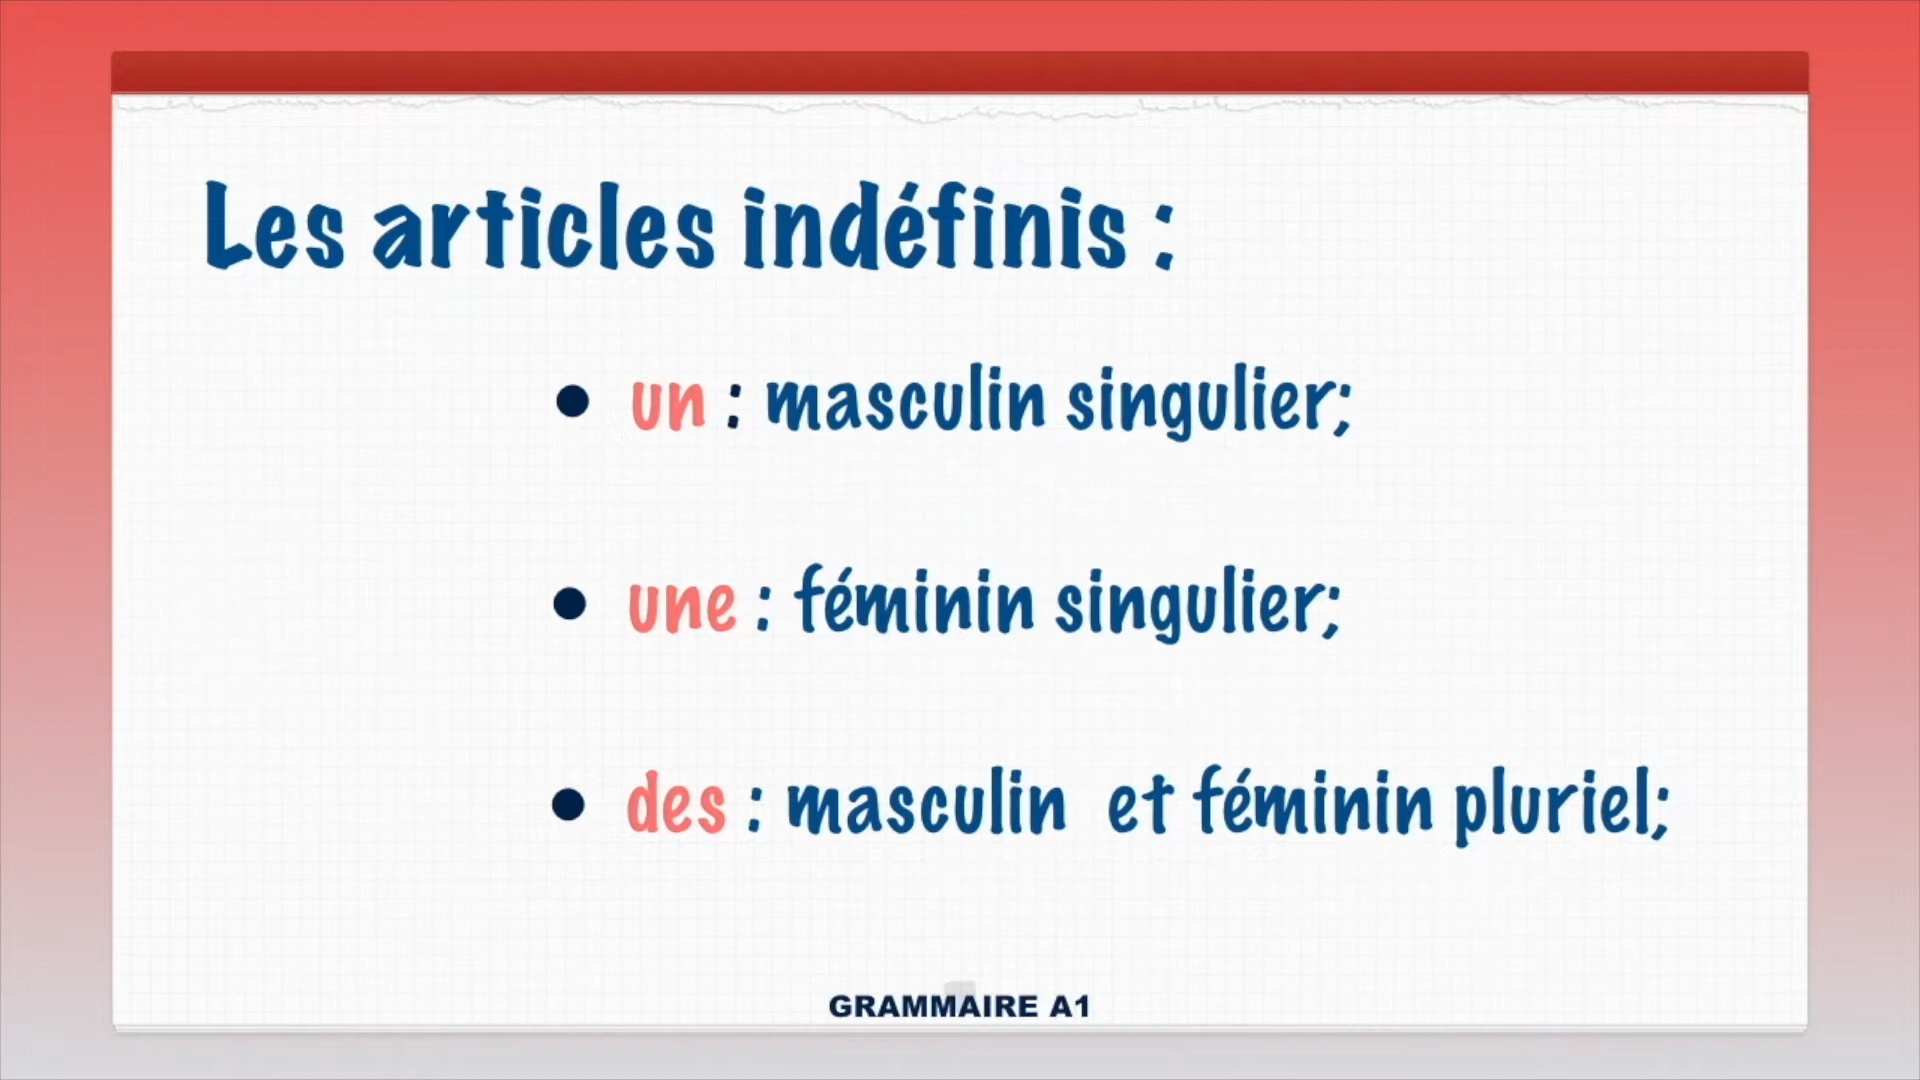 Les articles indéfinis :
• un : masculin singulier;
• une : féminin singulier;
• des : masculin et féminin pluriel;
GRAMMAIRE A1